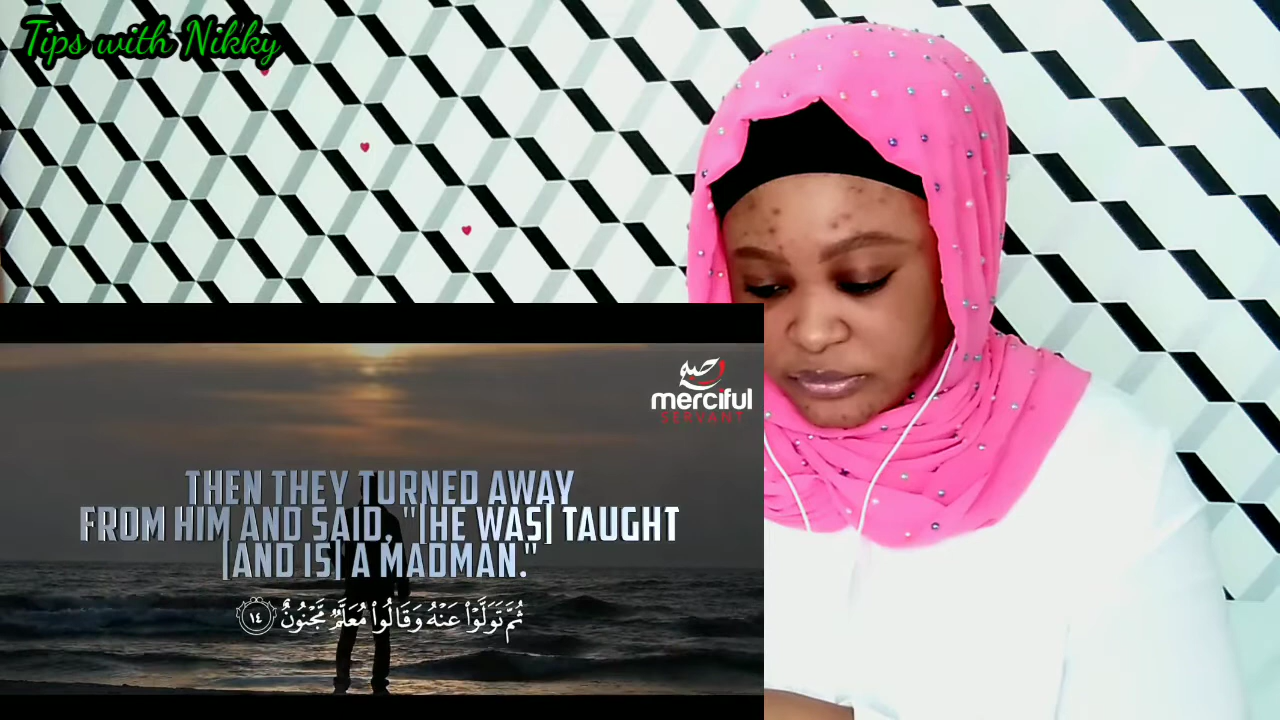 Tips with Nikky
merciful
SERVANT
THEN THEY TURNED AWAY
FROM HIM AND SAID, "[HE WAS] TAUGHT
[AND IS] A MADMAN."
ثُمَّ تَوَلَّوْا۟ عَنْهُ وَقَالُوا۟ مُعَلَّمٌ مَّجْنُونٌ ١٤